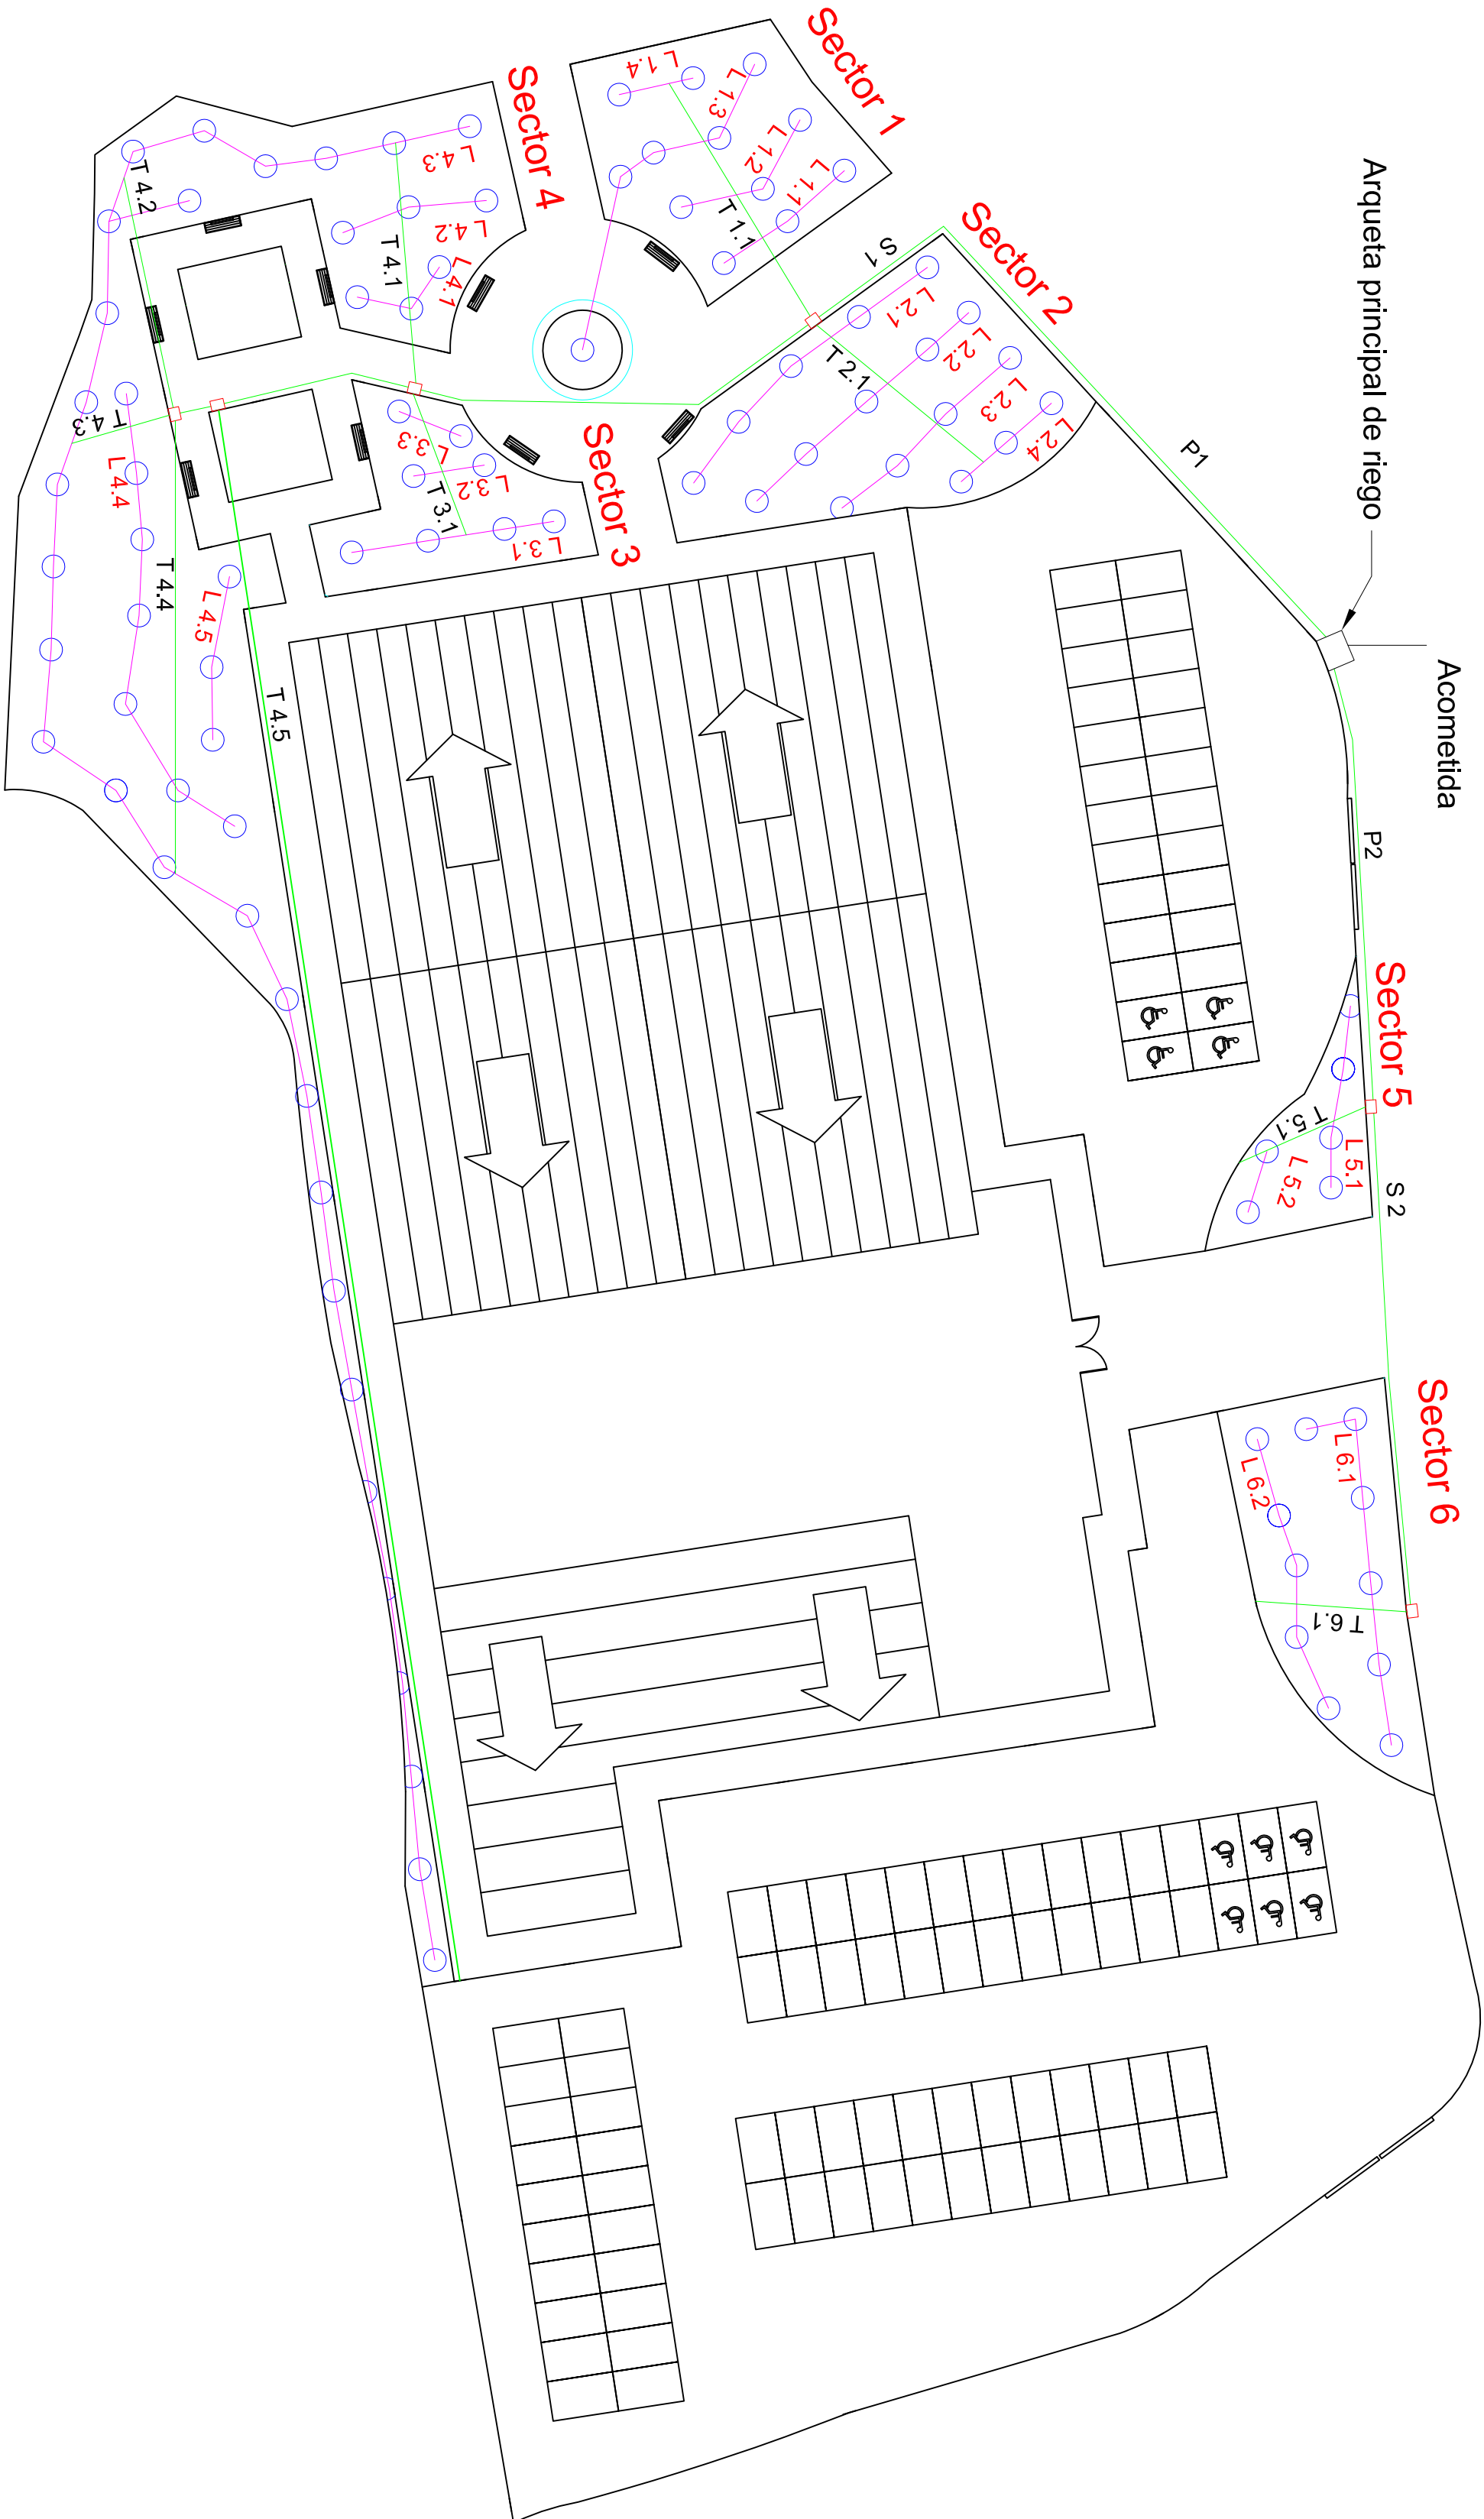 Arqueta principal de riego
Acometida
Sector 1
L 1.4
L 1.3
L 1.2
L 1.1
T 1.1
S 1
Sector 2
L 2.1
L 2.2
L 2.3
L 2.4
T 2.1
P1
P2
Sector 4
L 4.3
L 4.2
L 4.1
T 4.1
T 4.2
T 4.3
L 4.4
T 4.4
L 4.5
T 4.5
Sector 3
L 3.3
L 3.2
T 3.1
L 3.1
Sector 5
T 5.1
L 5.1
L 5.2
S 2
Sector 6
L 6.1
L 6.2
T 6.1